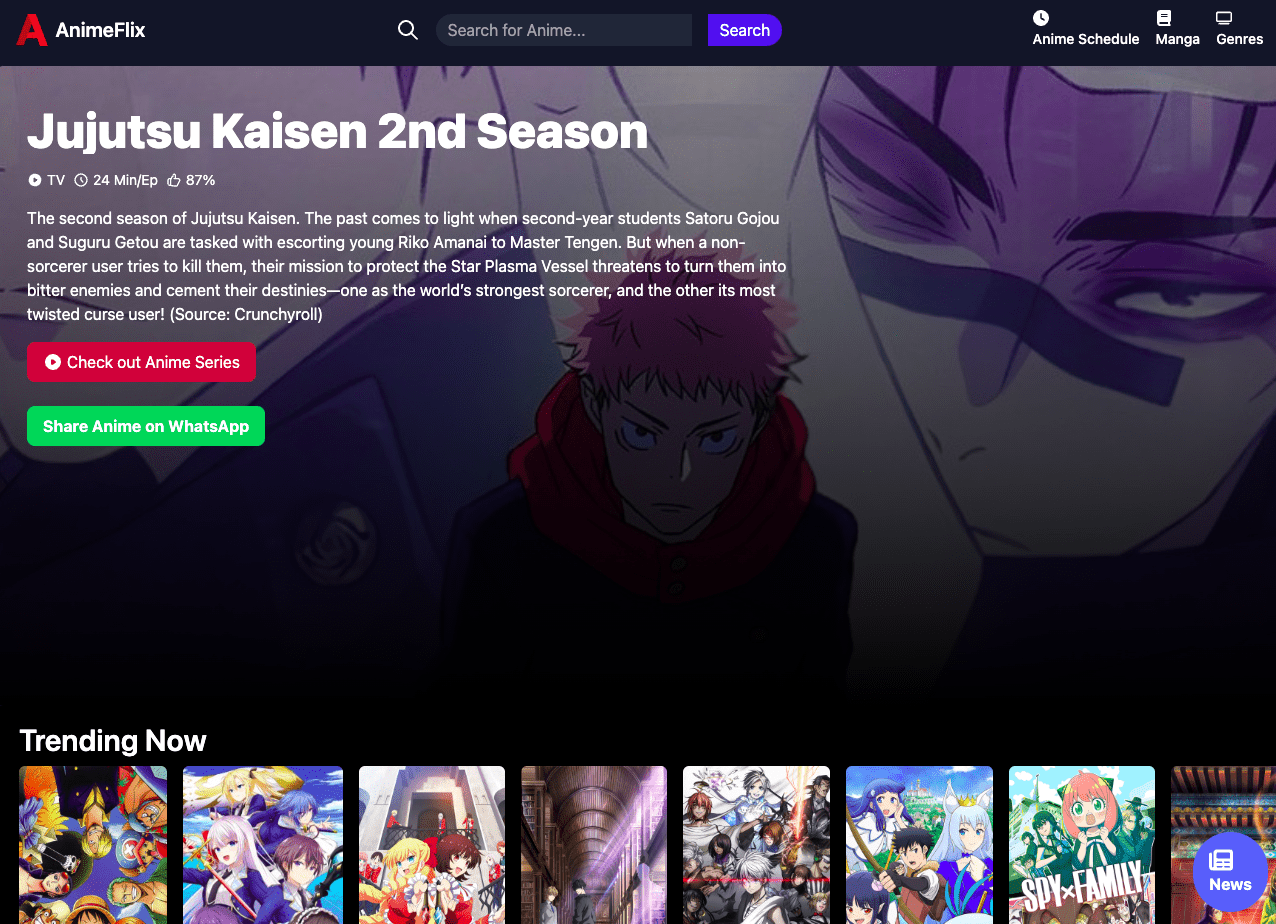 AnimeFlix
Search for Anime...
Search
Anime Schedule
Manga
Genres
Jujutsu Kaisen 2nd Season
TV 24 Min/Ep 87%
The second season of Jujutsu Kaisen. The past comes to light when second-year students Satoru Gojou
and Suguru Getou are tasked with escorting young Riko Amanai to Master Tengen. But when a non-
sorcerer user tries to kill them, their mission to protect the Star Plasma Vessel threatens to turn them into
bitter enemies and cement their destinies—one as the world’s strongest sorcerer, and the other its most
twisted curse user! (Source: Crunchyroll)
Check out Anime Series
Share Anime on WhatsApp
Trending Now
SPY×FAMILY
News